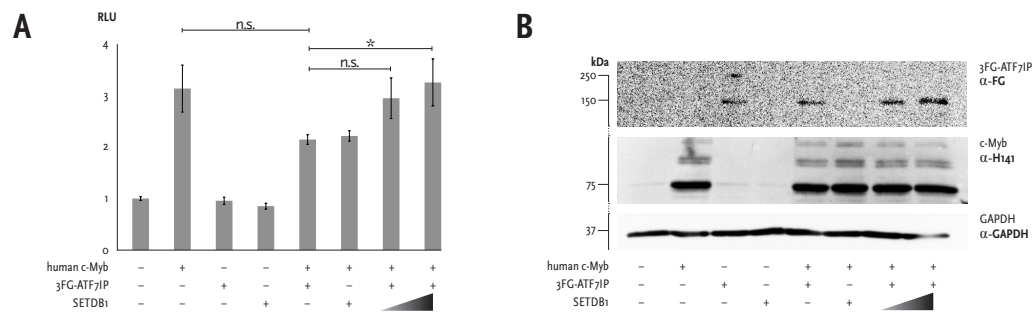 A
RLU
n.s.
*
n.s.
4
3
2
1
0
human c-Myb – + – – + + + +
3FG-ATF7IP – – + – + – + +
SETDB1 – – – + – +
B
kDa
250
150
3FG-ATF7IP
α-FG
75
c-Myb
α-H141
37
GAPDH
α-GAPDH
human c-Myb – + – – + + + +
3FG-ATF7IP – – + – + – + +
SETDB1 – – – + – +